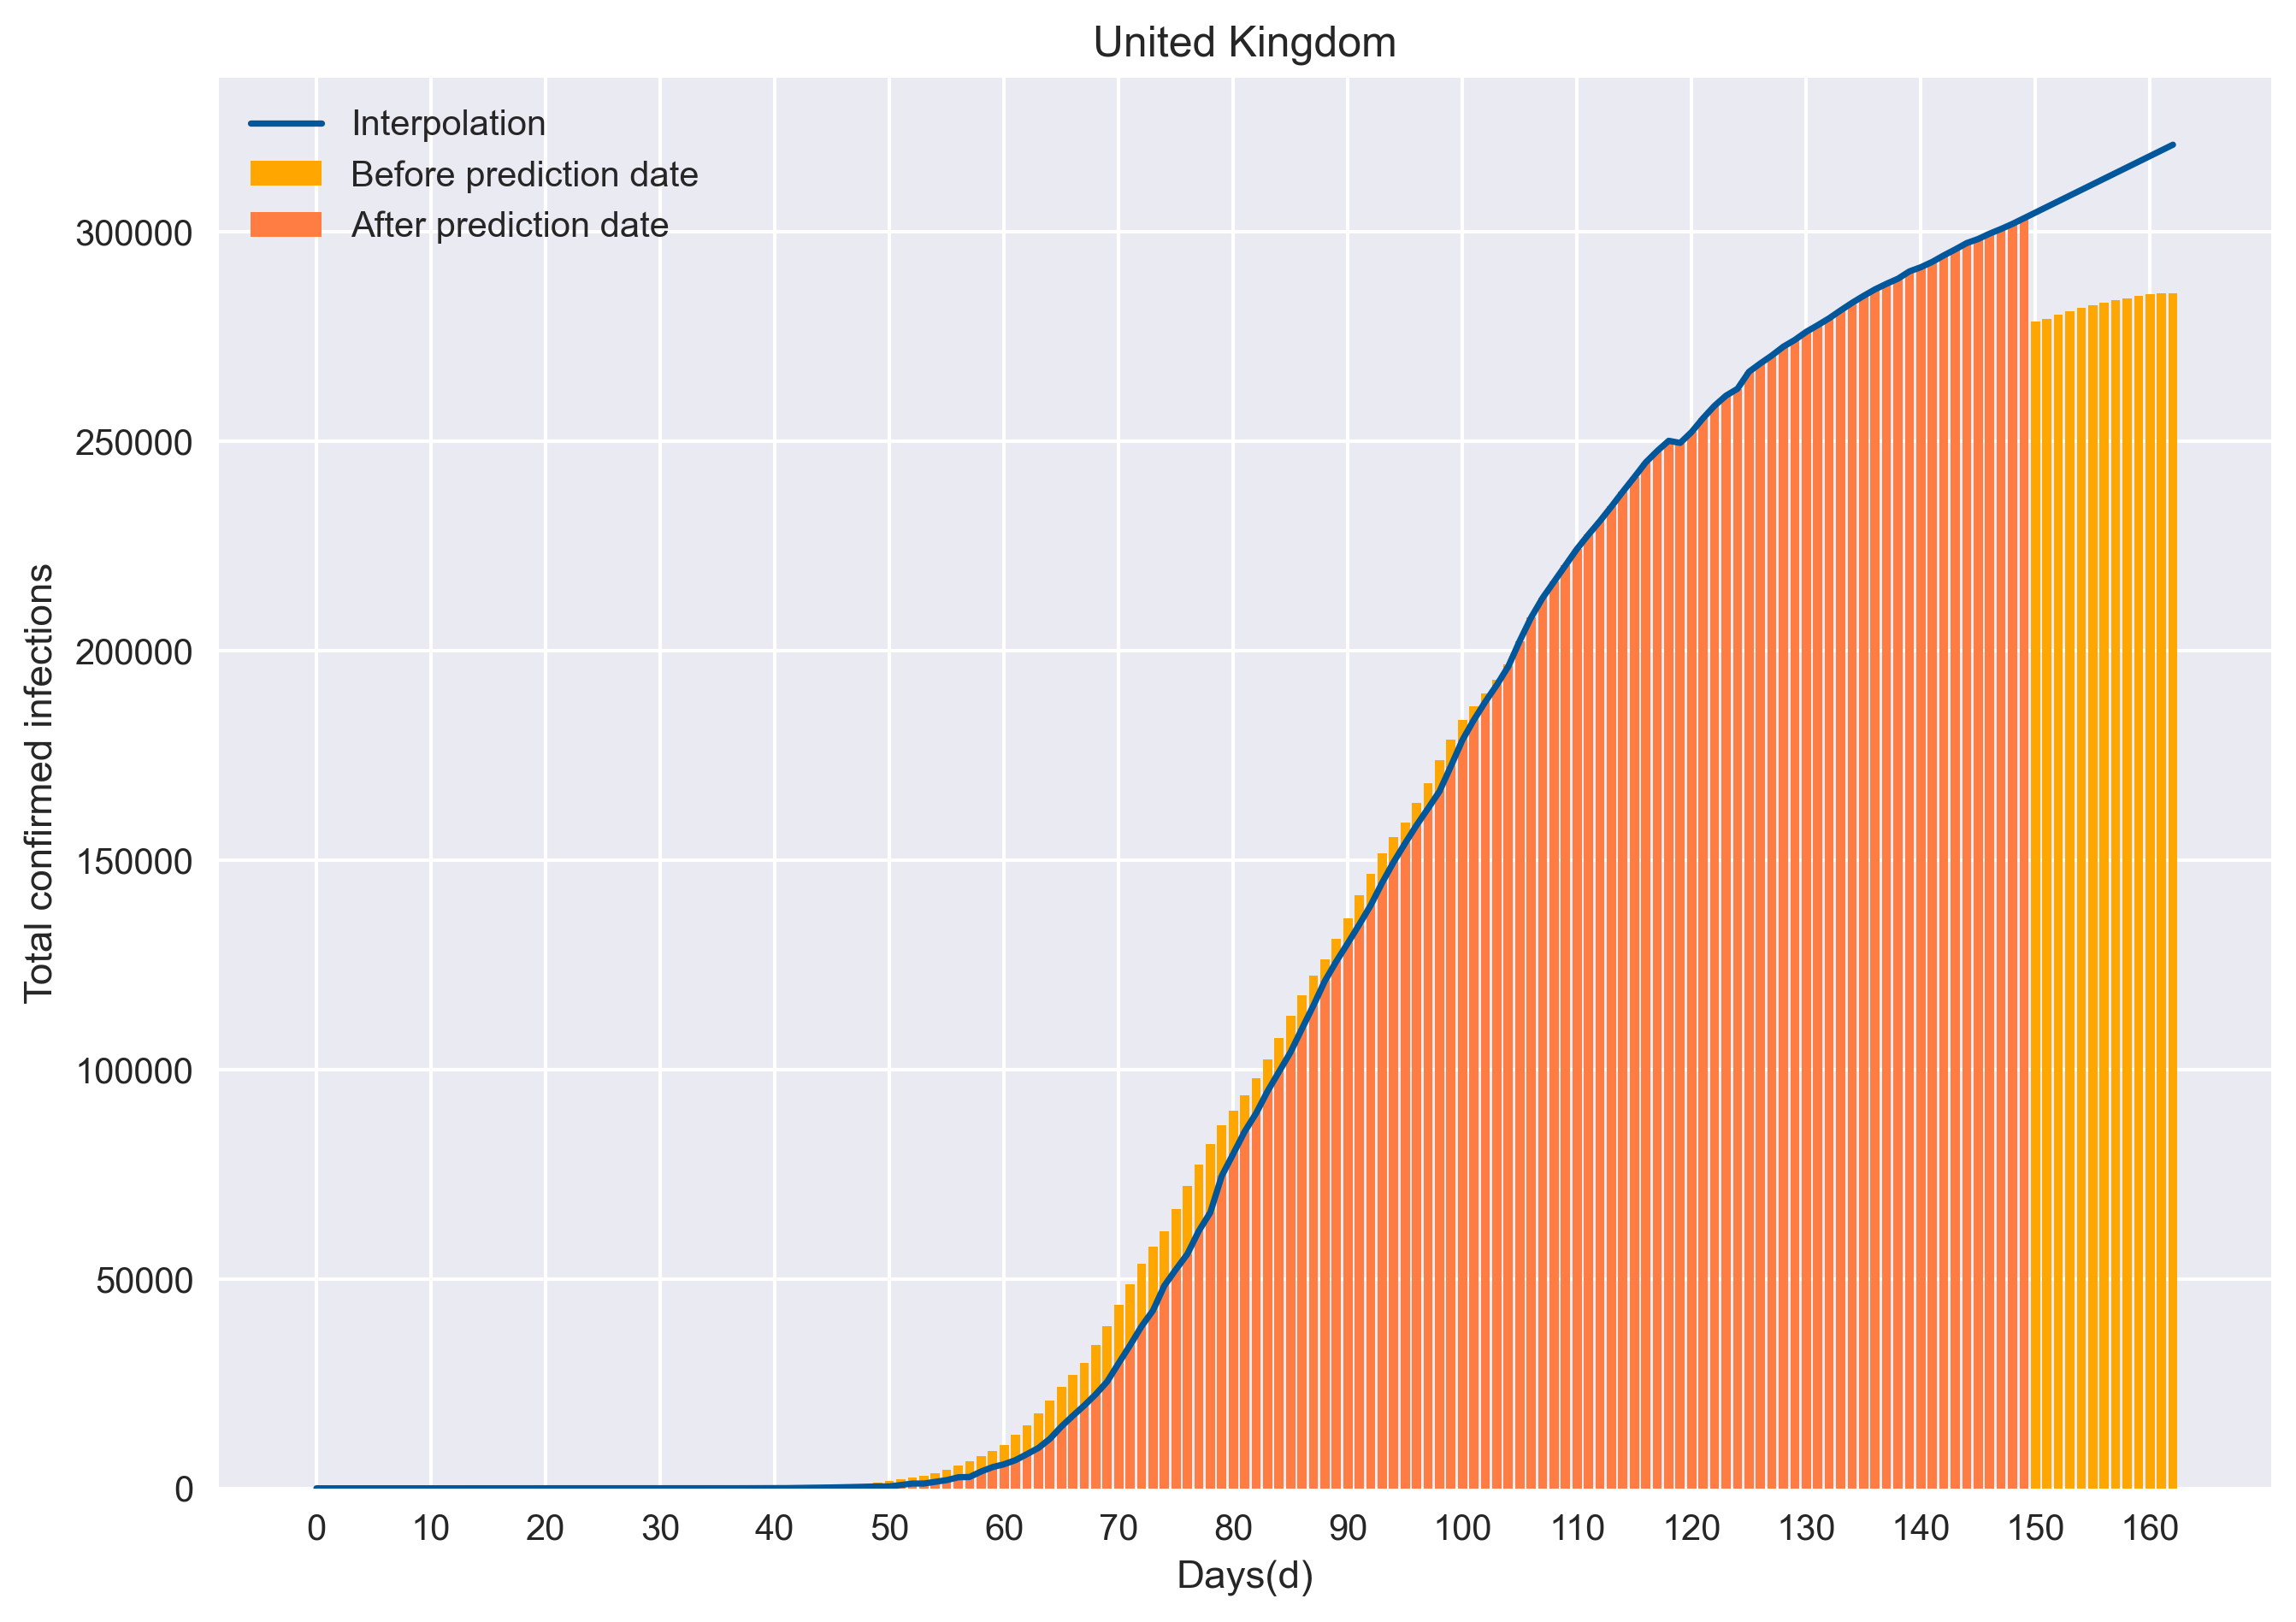 United Kingdom
Interpolation
Before prediction date
After prediction date
300000
250000
200000
150000
100000
50000
0
Total confirmed infections
0 10 20 30 40 50 60 70 80 90 100 110 120 130 140 150 160
Days(d)